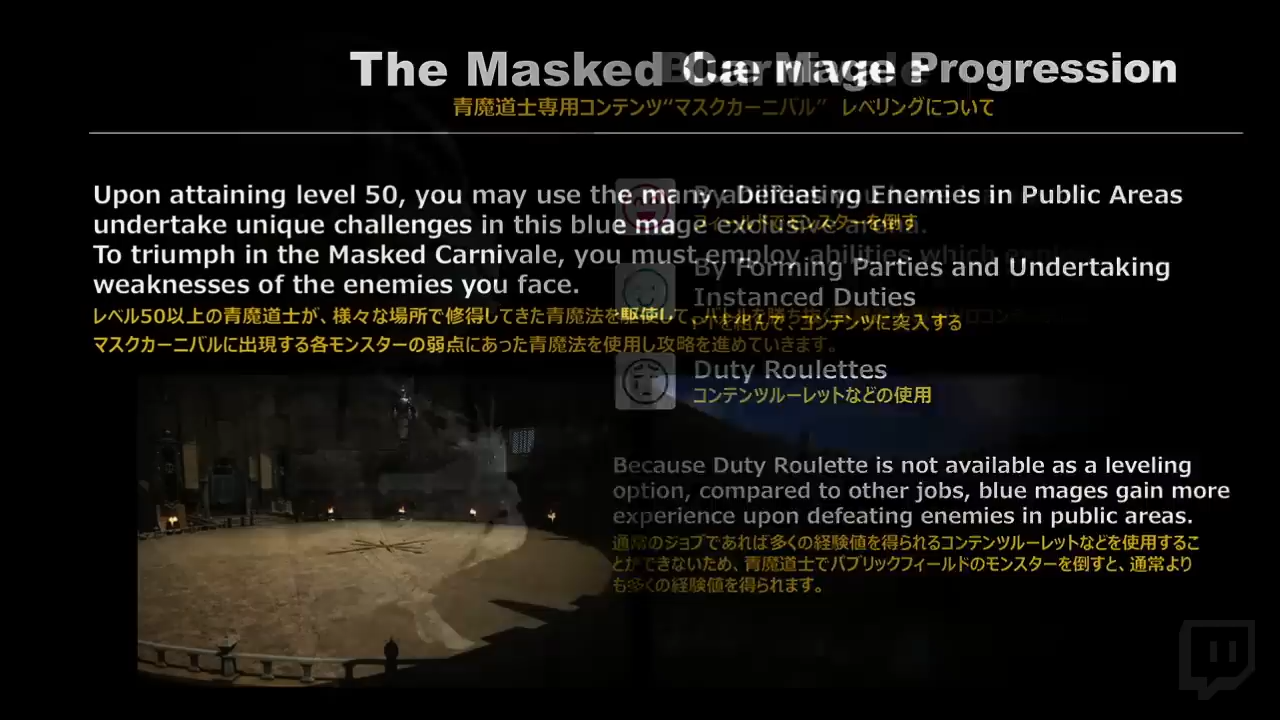 The Masked Carnivale
Blue Mage Progression
青魔道士専用コンテンツ“マスクカーニバル”
レベリングについて
Upon attaining level 50, you may use the many abilities
undertake unique challenges in this blue mage exclusive arena.
To triumph in the Masked Carnivale, you must employ abilities which
weaknesses of the enemies you face.
レベル50以上の青魔道士が、様々な場所で修得してきた青魔法を駆使して、
マスクカーニバルに出現する各モンスターの弱点にあった青魔法を使用し攻略を進めていきます。
By Defeating Enemies in Public Areas
フィールドでモンスターを倒す
By Forming Parties and Undertaking
Instanced Duties
PTを組んで、コンテンツに突入する
Duty Roulettes
コンテンツルーレットなどの使用
Because Duty Roulette is not available as a leveling
option, compared to other jobs, blue mages gain more
experience upon defeating enemies in public areas.
通常のジョブであれば多くの経験値を得られるコンテンツルーレットなどを使用するこ
とができないため、青魔道士でパブリックフィールドのモンスターを倒すと、通常より
も多くの経験値を得られます。